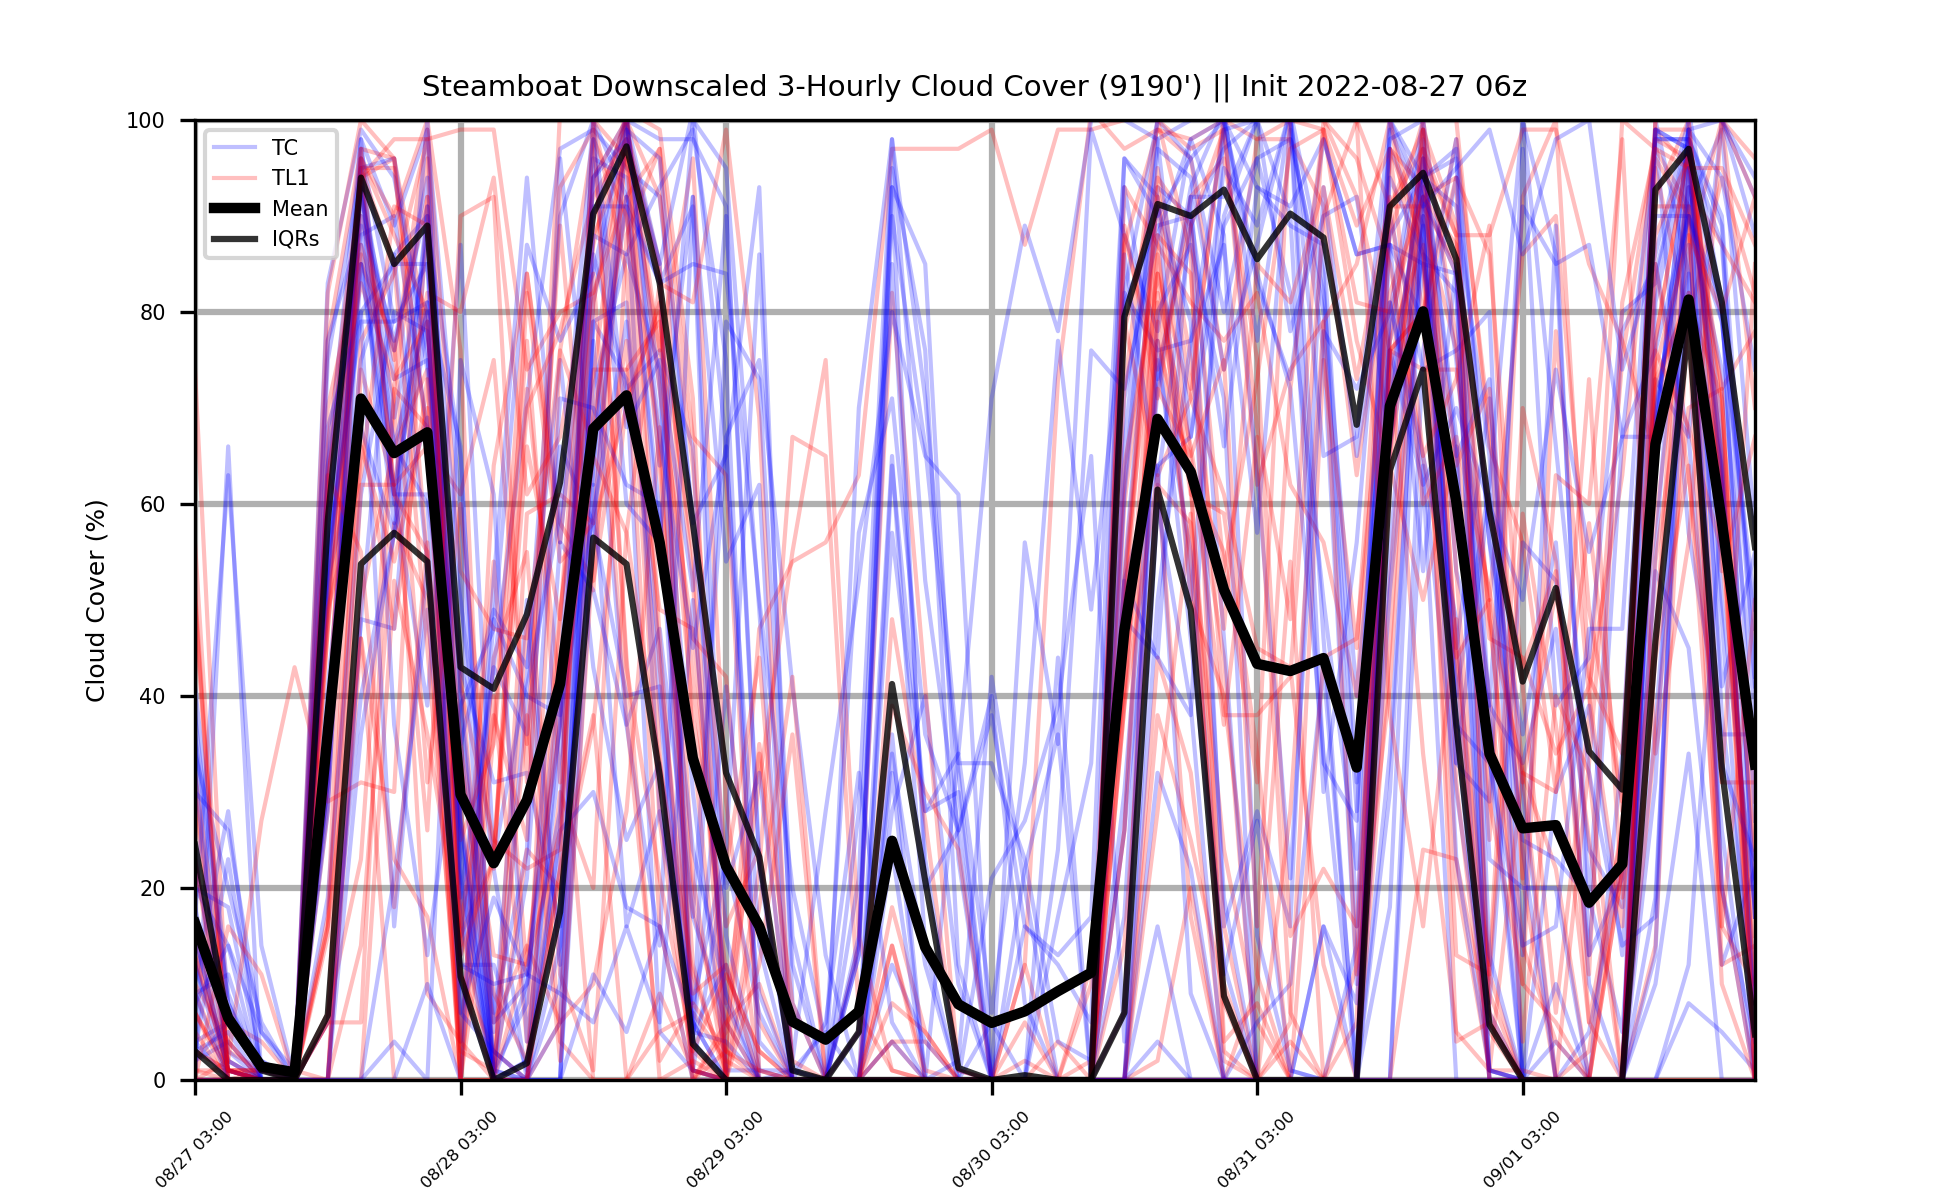 Steamboat Downscaled 3-Hourly Cloud Cover (9190') || Init 2022-08-27 06z
Cloud Cover (%)
100
80
60
40
20
0
TC
TL1
Mean
IQRs
08/27 03:00
08/28 03:00
08/29 03:00
08/30 03:00
08/31 03:00
09/01 03:00